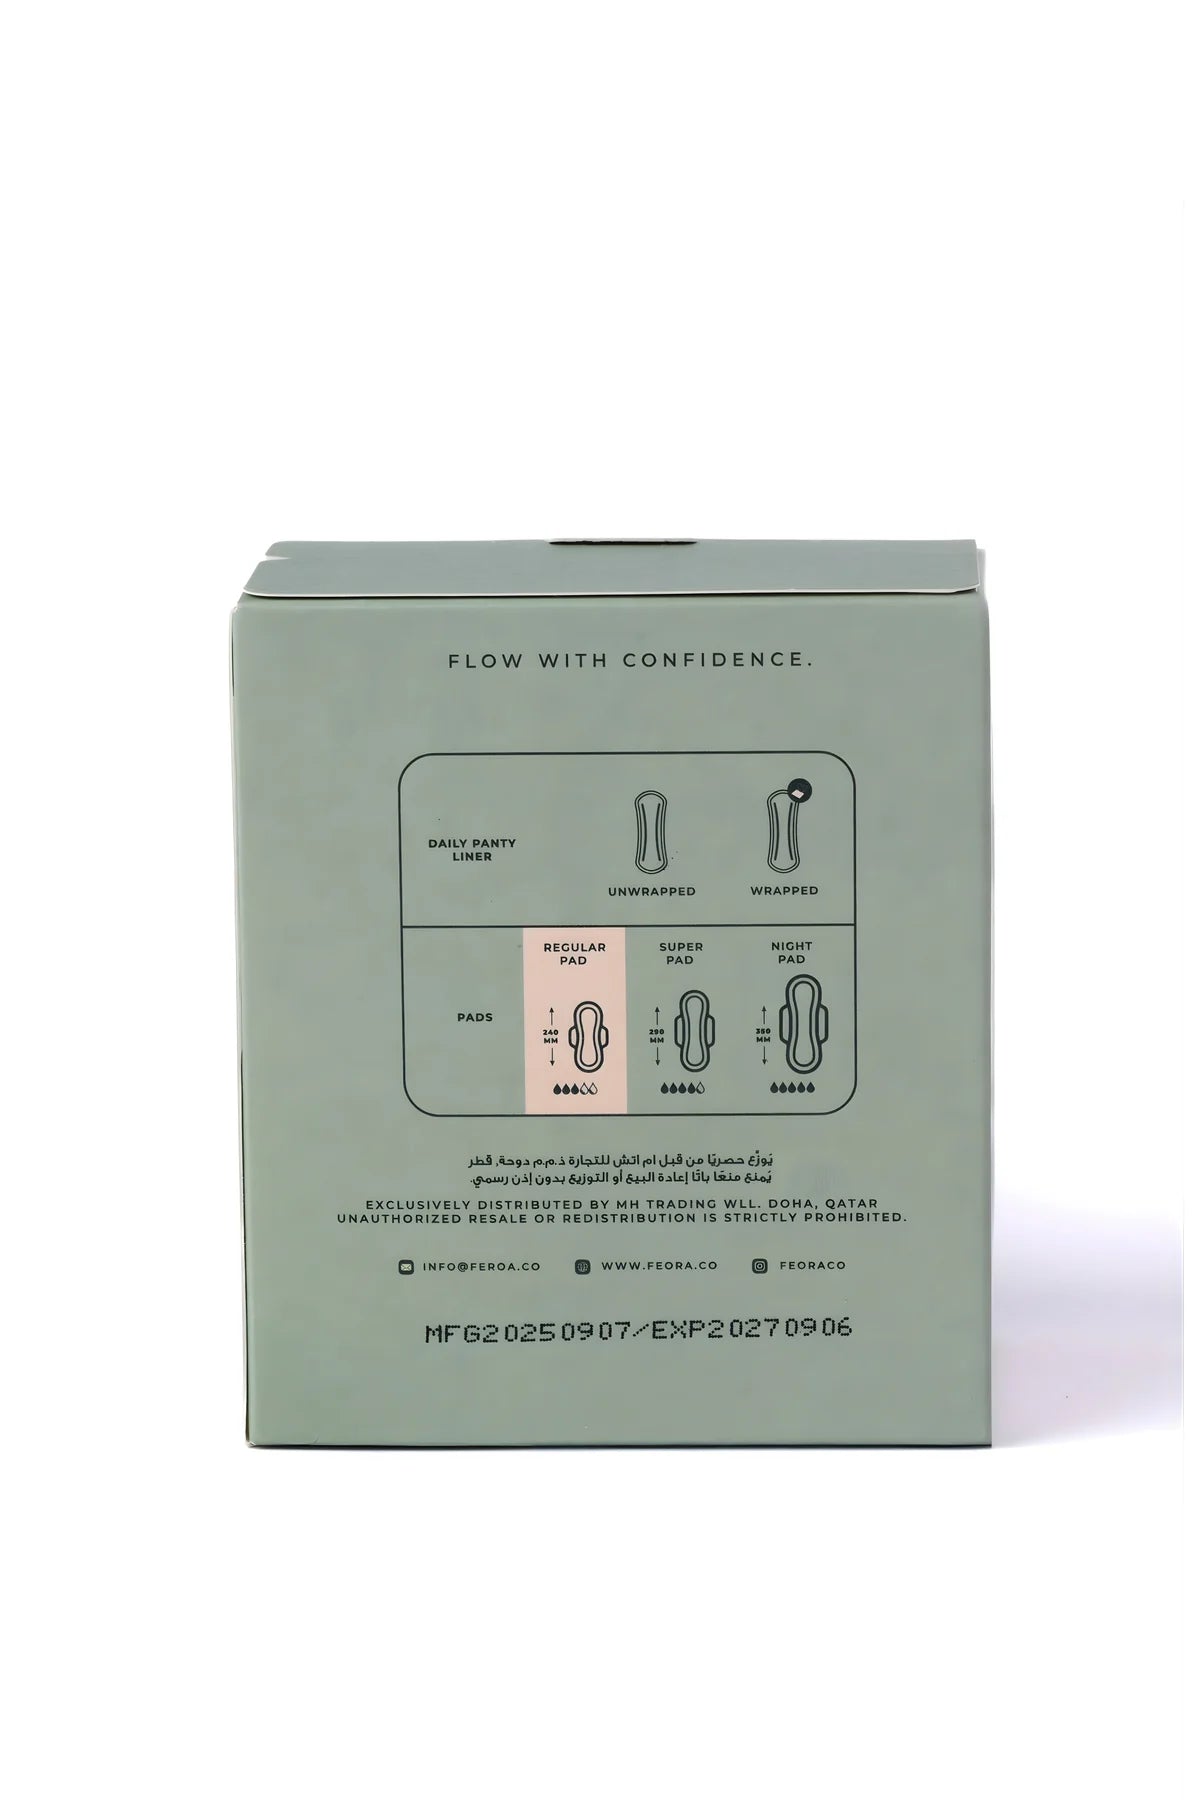 FLOW WITH CONFIDENCE.
DAILY PANTY
LINER
UNWRAPPED
WRAPPED
PADS
REGULAR
PAD
240
MM
SUPER
PAD
290
MM
NIGHT
PAD
350
MM
يُوزَّع حصريًا من قبل ام اتش للتجارة ذ.م.م دوحة, قطر
يُمنع منعًا باتًا إعادة البيع أو التوزيع بدون إذن رسمي.
EXCLUSIVELY DISTRIBUTED BY MH TRADING WLL. DOHA, QATAR
UNAUTHORIZED RESALE OR REDISTRIBUTION IS STRICTLY PROHIBITED.
INFO@FEROA.CO WWW.FEORA.CO FEORACO
MFG20250907/EXP20270906